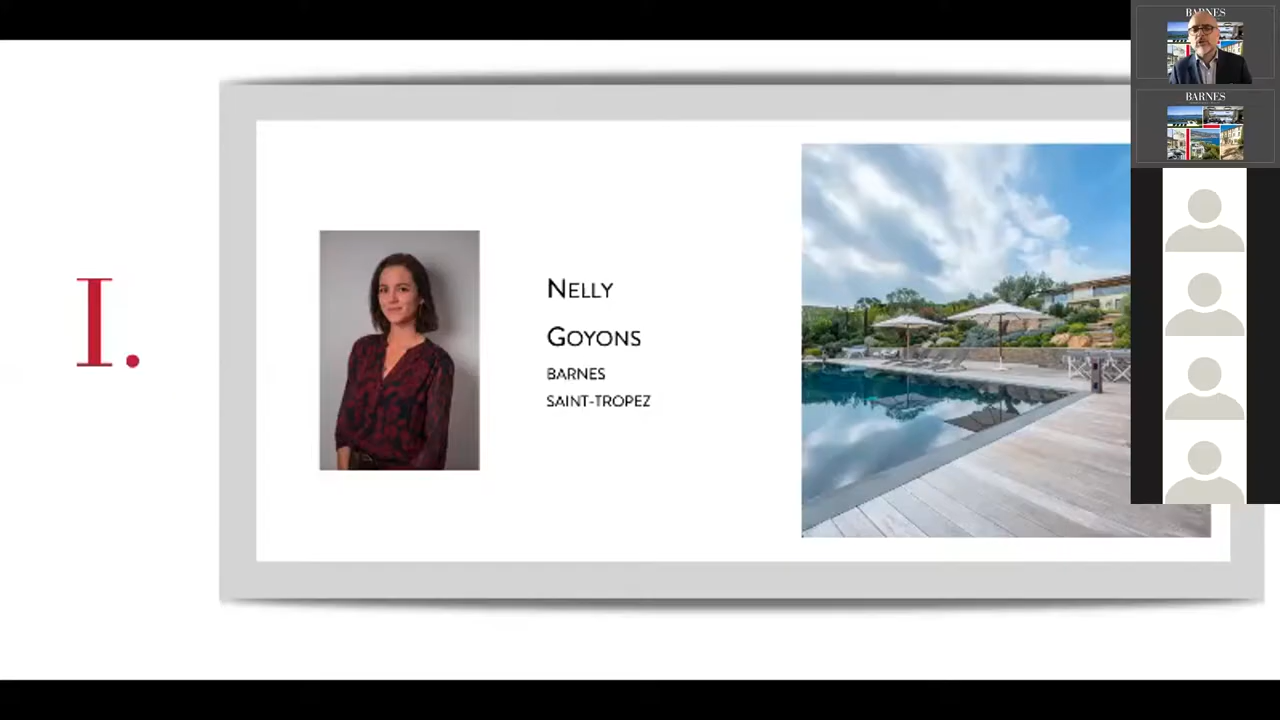 I.
NELLY
GOYONS
BARNES
SAINT-TROPEZ
BARNES
BARNES